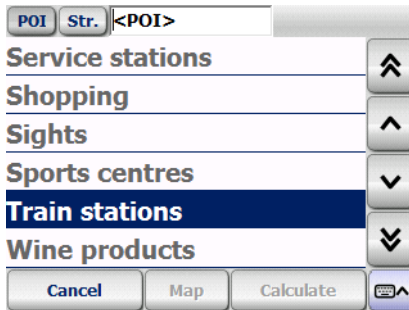 POI Str. <POI>
Service stations
Shopping
Sights
Sports centres
Train stations
Wine products
Cancel Map Calculate